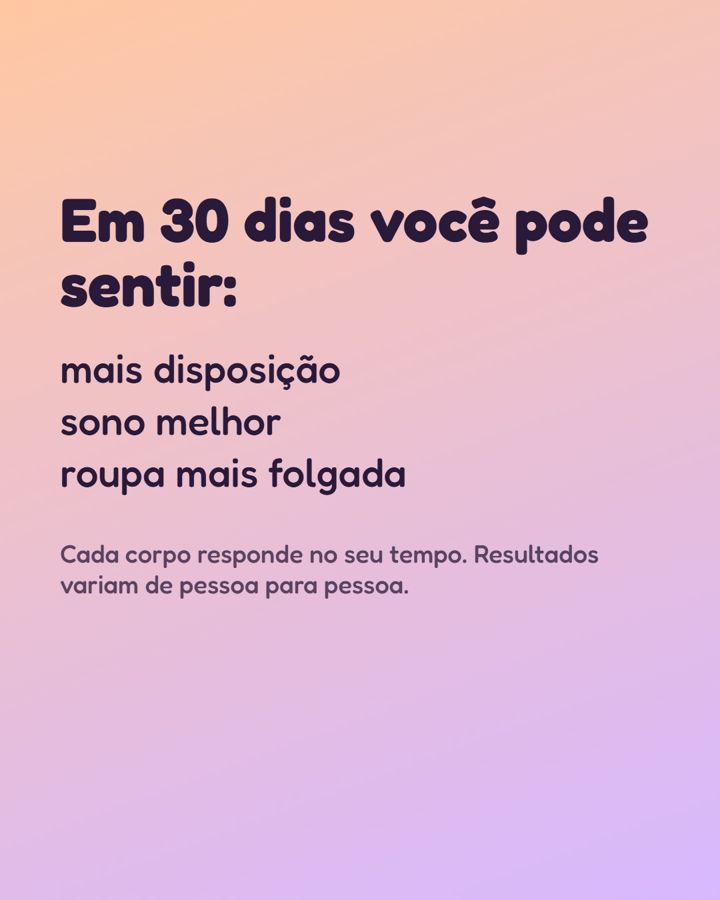 Em 30 dias você pode
sentir:
mais disposição
sono melhor
roupa mais folgada
Cada corpo responde no seu tempo. Resultados
variam de pessoa para pessoa.